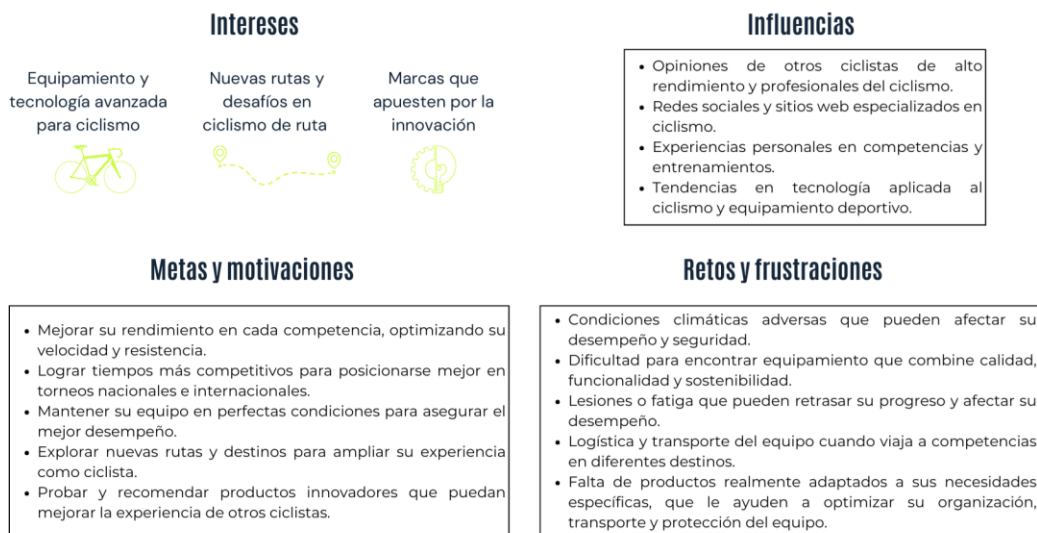 Intereses
Equipamiento y
tecnología avanzada
para ciclismo
Nuevas rutas y
desafíos en
ciclismo de ruta
Marcas que
apuesten por la
innovación
Influencias
• Opiniones de otros ciclistas de alto
rendimiento y profesionales del ciclismo.
• Redes sociales y sitios web especializados en
ciclismo.
• Experiencias personales en competencias y
entrenamientos.
• Tendencias en tecnología aplicada al
ciclismo y equipamiento deportivo.
Metas y motivaciones
• Mejorar su rendimiento en cada competencia, optimizando su
velocidad y resistencia.
• Lograr tiempos más competitivos para posicionarse mejor en
torneos nacionales e internacionales.
• Mantener su equipo en perfectas condiciones para asegurar el
mejor desempeño.
• Explorar nuevas rutas y destinos para ampliar su experiencia
como ciclista.
• Probar y recomendar productos innovadores que puedan
mejorar la experiencia de otros ciclistas.
Retos y frustraciones
• Condiciones climáticas adversas que pueden afectar su
desempeño y seguridad.
• Dificultad para encontrar equipamiento que combine calidad,
funcionalidad y sostenibilidad.
• Lesiones o fatiga que pueden retrasar su progreso y afectar su
desempeño.
• Logística y transporte del equipo cuando viaja a competencias
en diferentes destinos.
• Falta de productos realmente adaptados a sus necesidades
específicas, que le ayuden a optimizar su organización,
transporte y protección del equipo.